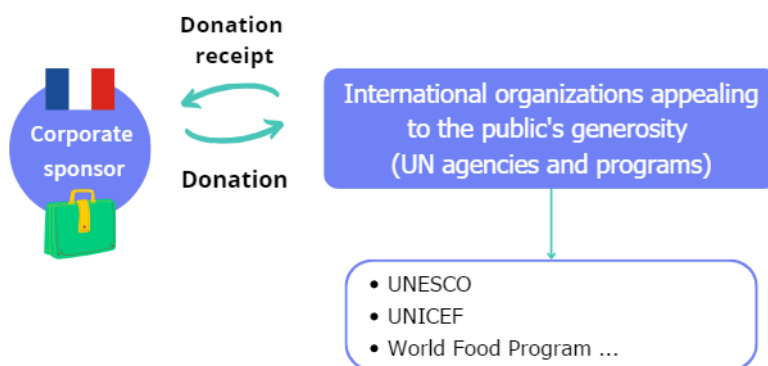 Donation
receipt
Corporate
sponsor
Donation
International organizations appealing
to the public's generosity
(UN agencies and programs)
• UNESCO
• UNICEF
• World Food Program ...